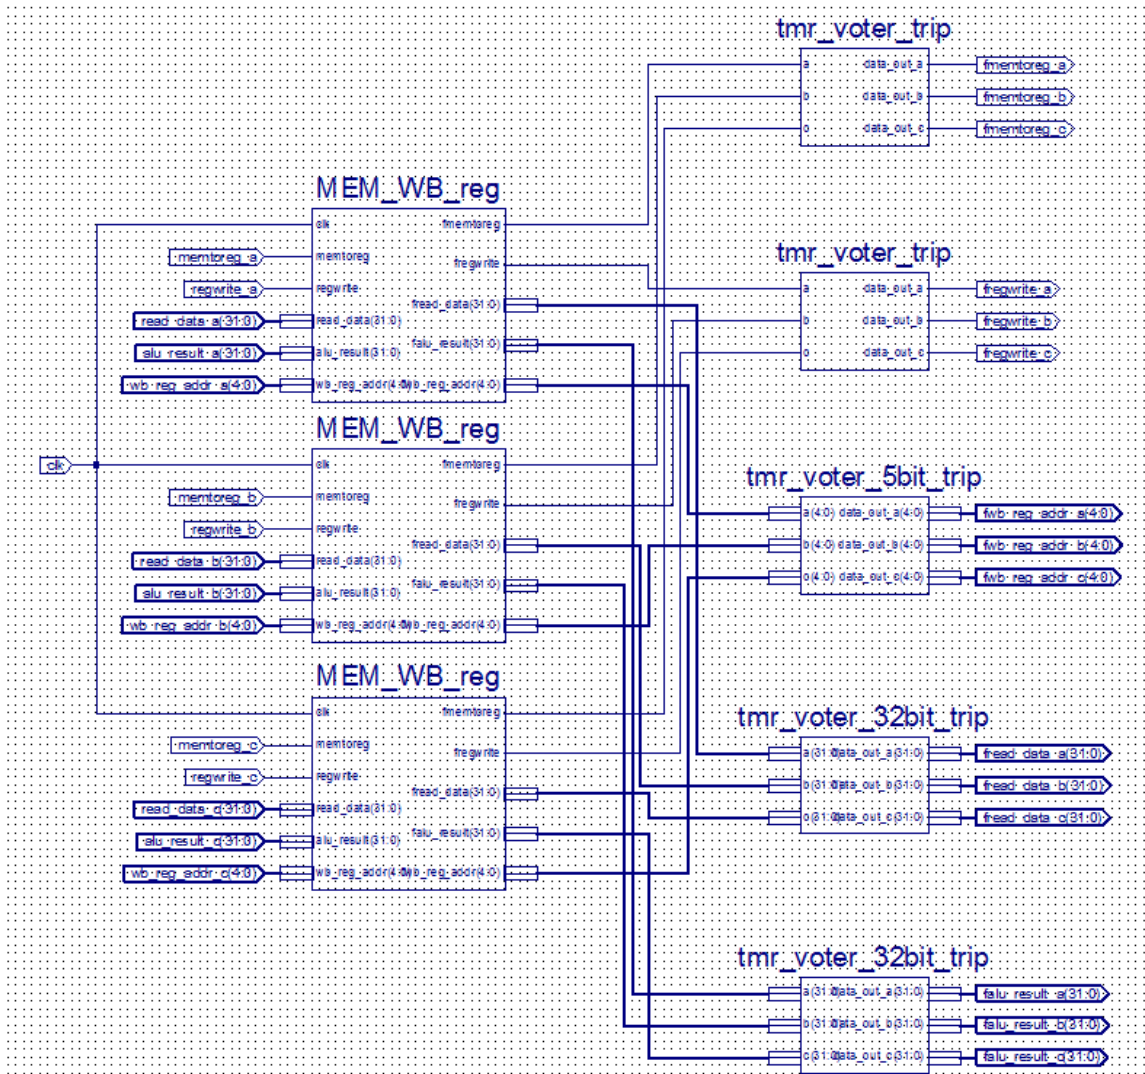 tmr_voter_trip
a data_out_a fmemtoreg_a
b data_out_b fmemtoreg_b
c data_out_c fmemtoreg_c
MEM_WB_reg
clk fmemtoreg
memtoreg_a memtoreg fregwrite
regwrite_a regwrite
fread_data(31:0)
read_data_a(31:0) read_data(31:0)
falu_result(31:0)
alu_result_a(31:0) alu_result(31:0)
wb_reg_addr_a(4:0) wb_reg_addr(4:0) fwb_reg_addr(4:0)
tmr_voter_trip
a data_out_a fregwrite_a
b data_out_b fregwrite_b
c data_out_c fregwrite_c
MEM_WB_reg
clk clk fmemtoreg
memtoreg_b memtoreg fregwrite
regwrite_b regwrite
fread_data(31:0)
read_data_b(31:0) read_data(31:0)
falu_result(31:0)
alu_result_b(31:0) alu_result(31:0)
wb_reg_addr_b(4:0) wb_reg_addr(4:0) fwb_reg_addr(4:0)
tmr_voter_5bit_trip
a(4:0) data_out_a(4:0) fwb_reg_addr_a(4:0)
b(4:0) data_out_b(4:0) fwb_reg_addr_b(4:0)
c(4:0) data_out_c(4:0) fwb_reg_addr_c(4:0)
MEM_WB_reg
clk fmemtoreg
memtoreg_c memtoreg fregwrite
regwrite_c regwrite
fread_data(31:0)
read_data_c(31:0) read_data(31:0)
falu_result(31:0)
alu_result_c(31:0) alu_result(31:0)
wb_reg_addr_c(4:0) wb_reg_addr(4:0) fwb_reg_addr(4:0)
tmr_voter_32bit_trip
a(31:0) data_out_a(31:0) fread_data_a(31:0)
b(31:0) data_out_b(31:0) fread_data_b(31:0)
c(31:0) data_out_c(31:0) fread_data_c(31:0)
tmr_voter_32bit_trip
a(31:0) data_out_a(31:0) falu_result_a(31:0)
b(31:0) data_out_b(31:0) falu_result_b(31:0)
c(31:0) data_out_c(31:0) falu_result_c(31:0)